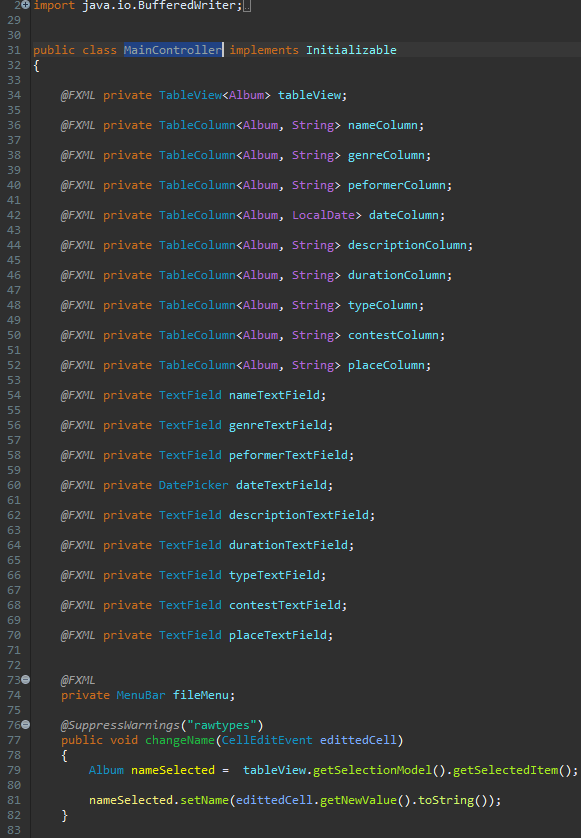 2 import java.io.BufferedWriter;
29
30
31 public class MainController implements Initializable
32 {
33
34 @FXML private TableView<Album> tableView;
35
36 @FXML private TableColumn<Album, String> nameColumn;
37
38 @FXML private TableColumn<Album, String> genreColumn;
39
40 @FXML private TableColumn<Album, String> peformerColumn;
41
42 @FXML private TableColumn<Album, LocalDate> dateColumn;
43
44 @FXML private TableColumn<Album, String> descriptionColumn;
45
46 @FXML private TableColumn<Album, String> durationColumn;
47
48 @FXML private TableColumn<Album, String> typeColumn;
49
50 @FXML private TableColumn<Album, String> contestColumn;
51
52 @FXML private TableColumn<Album, String> placeColumn;
53
54 @FXML private TextField nameTextField;
55
56 @FXML private TextField genreTextField;
57
58 @FXML private TextField peformerTextField;
59
60 @FXML private DatePicker dateTextField;
61
62 @FXML private TextField descriptionTextField;
63
64 @FXML private TextField durationTextField;
65
66 @FXML private TextField typeTextField;
67
68 @FXML private TextField contestTextField;
69
70 @FXML private TextField placeTextField;
71
72
73 @FXML
74 private MenuBar fileMenu;
75
76 @SuppressWarnings("rawtypes")
77 public void changeName(CellEditEvent edittedCell)
78 {
79 Album nameSelected = tableView.getSelectionModel().getSelectedItem();
80
81 nameSelected.setName(edittedCell.getNewValue().toString());
82 }
83